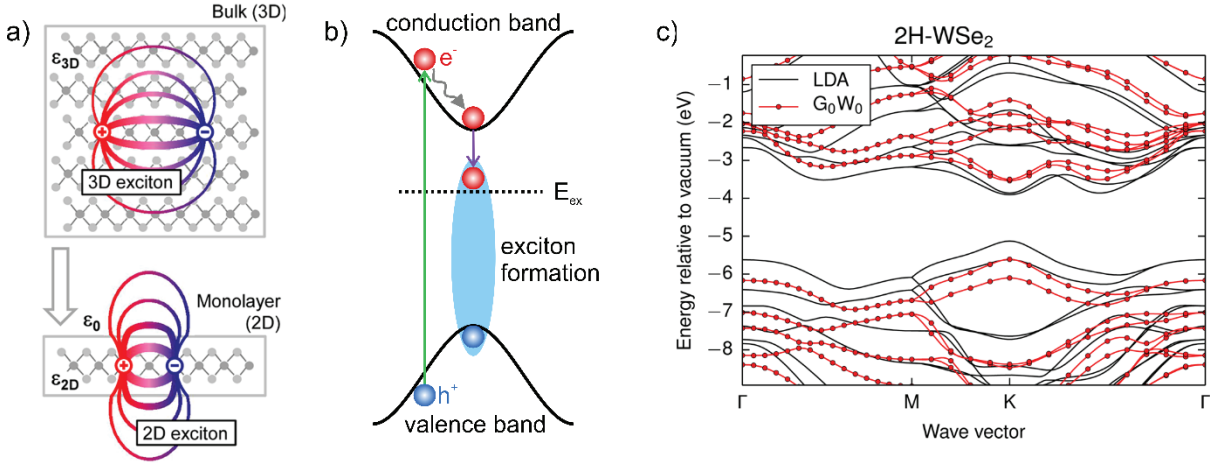 a)
Bulk (3D)
ε3D
+
−
3D exciton
Monolayer
(2D)
ε0
+
−
ε2D
2D exciton
b)
conduction band
e-
Eex
exciton
formation
h+
valence band
c)
2H-WSe2
LDA
G0W0
Energy relative to vacuum (eV)
−1
−2
−3
−4
−5
−6
−7
−8
Γ
M
K
Γ
Wave vector